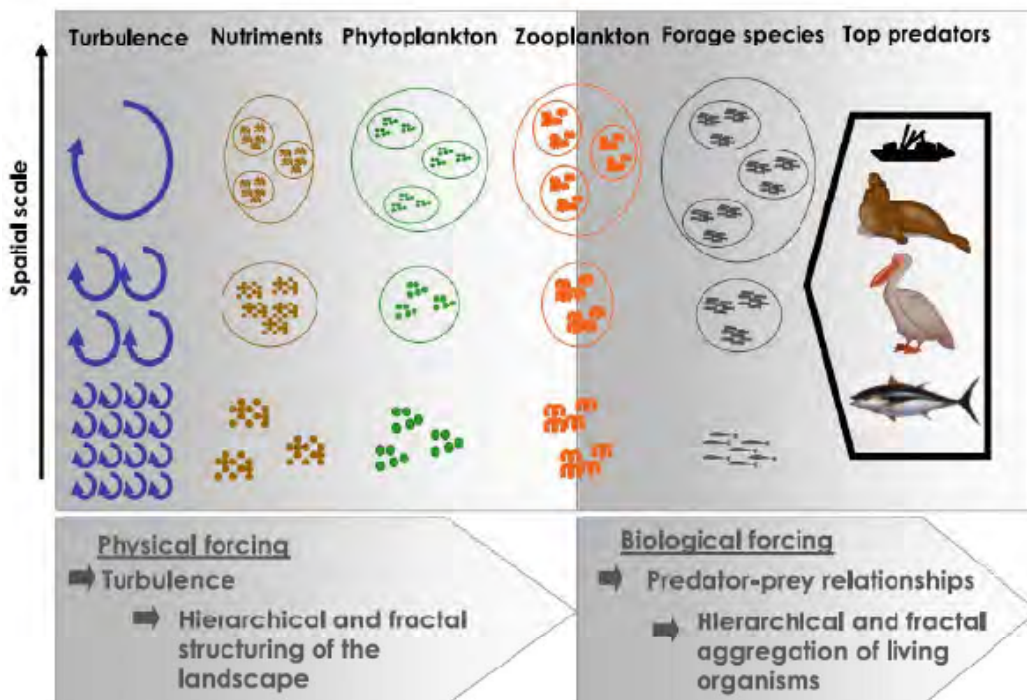 Turbulence Nutriments Phytoplankton Zooplankton Forage species Top predators
Spatial scale
Physical forcing
Turbulence
Hierarchical and fractal
structuring of the
landscape
Biological forcing
Predator-prey relationships
Hierarchical and fractal
aggregation of living
organisms